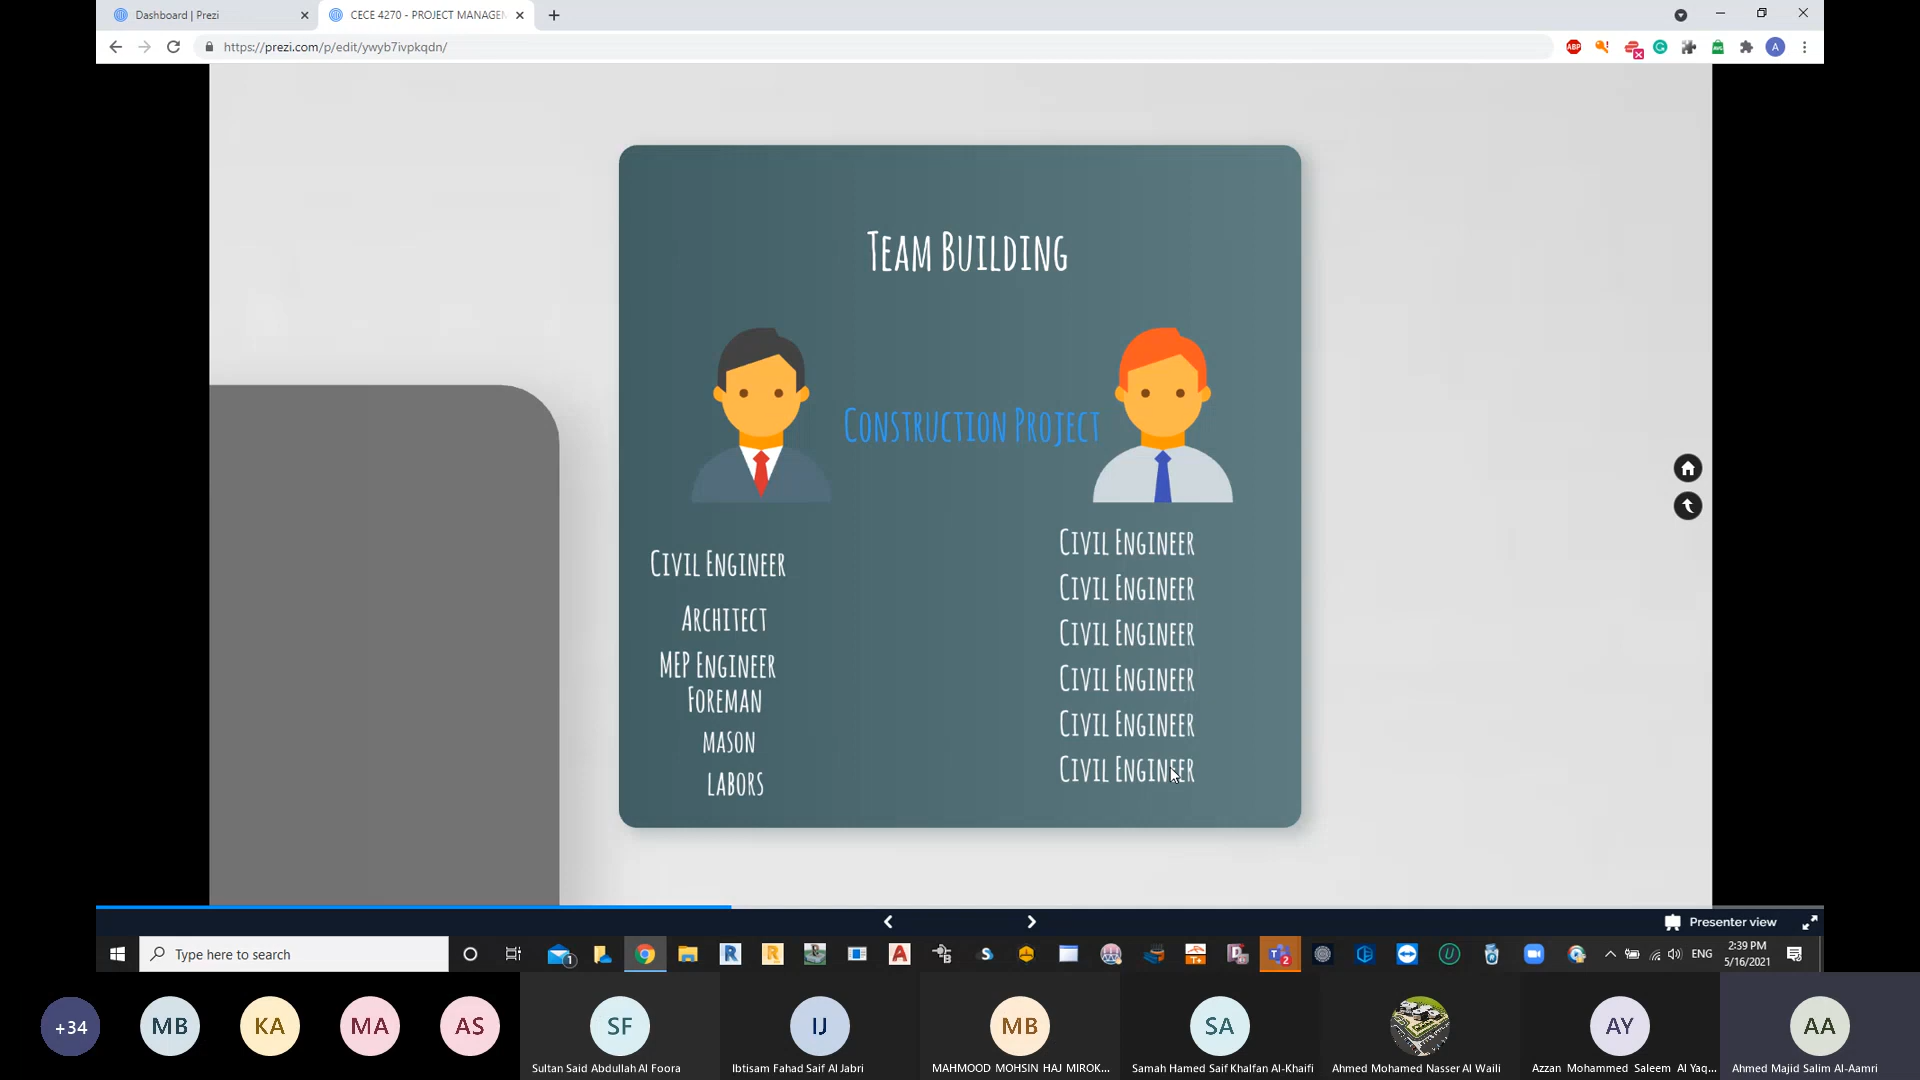 Dashboard | Prezi
CECE 4270 - PROJECT MANAGEM
https://prezi.com/p/edit/ywyb7ivpkqdn/
ABP
A
TEAM BUILDING
CONSTRUCTION PROJECT
CIVIL ENGINEER
ARCHITECT
MEP ENGINEER
FOREMAN
MASON
LABORS
CIVIL ENGINEER
CIVIL ENGINEER
CIVIL ENGINEER
CIVIL ENGINEER
CIVIL ENGINEER
CIVIL ENGINEER
Presenter view
Type here to search
ENG
2:39 PM
5/16/2021
+34
MB
KA
MA
AS
SF
Sultan Said Abdullah Al Foora
IJ
Ibtisam Fahad Saif Al Jabri
MB
MAHMOOD MOHSIN HAJ MIROK...
SA
Samah Hamed Saif Khalfan Al-Khaifi
Ahmed Mohamed Nasser Al Waili
AY
Azzan Mohammed Saleem Al Yaq...
AA
Ahmed Majid Salim Al-Aamri